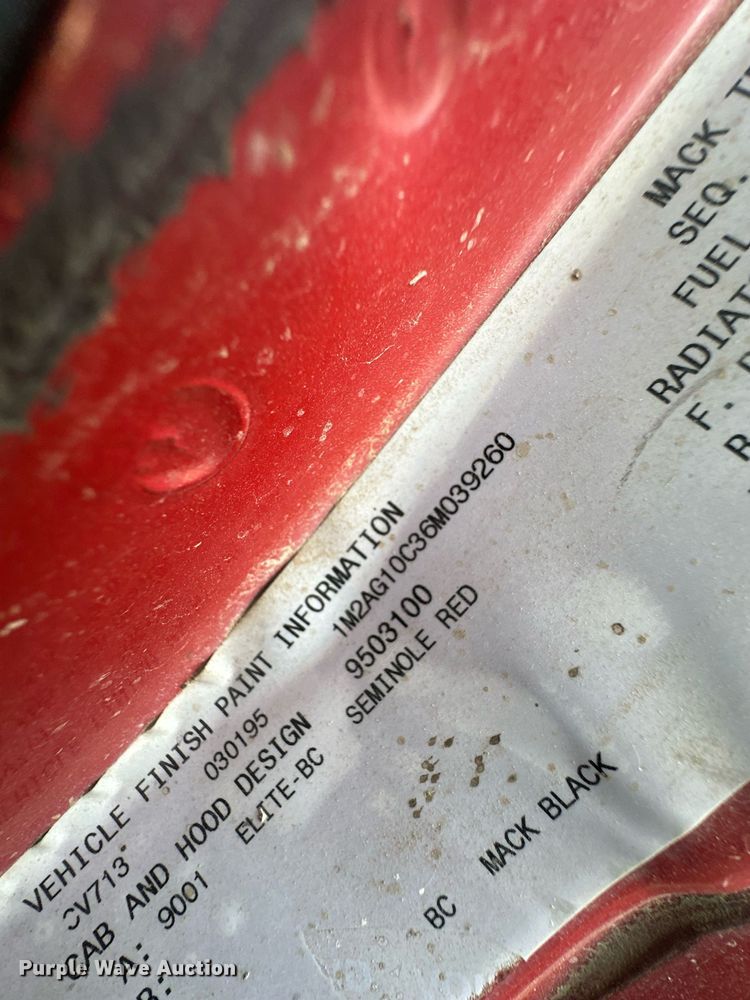 VEHICLE FINISH PAINT INFORMATION
CV713 030195 1M2AG10C36M039260
CAB AND HOOD DESIGN 9503100
A: 9001 ELITE-BC SEMINOLE RED
B:
BC MACK BLACK
MACK
SEQ.
FUEL
F.
Purple Wave Auction